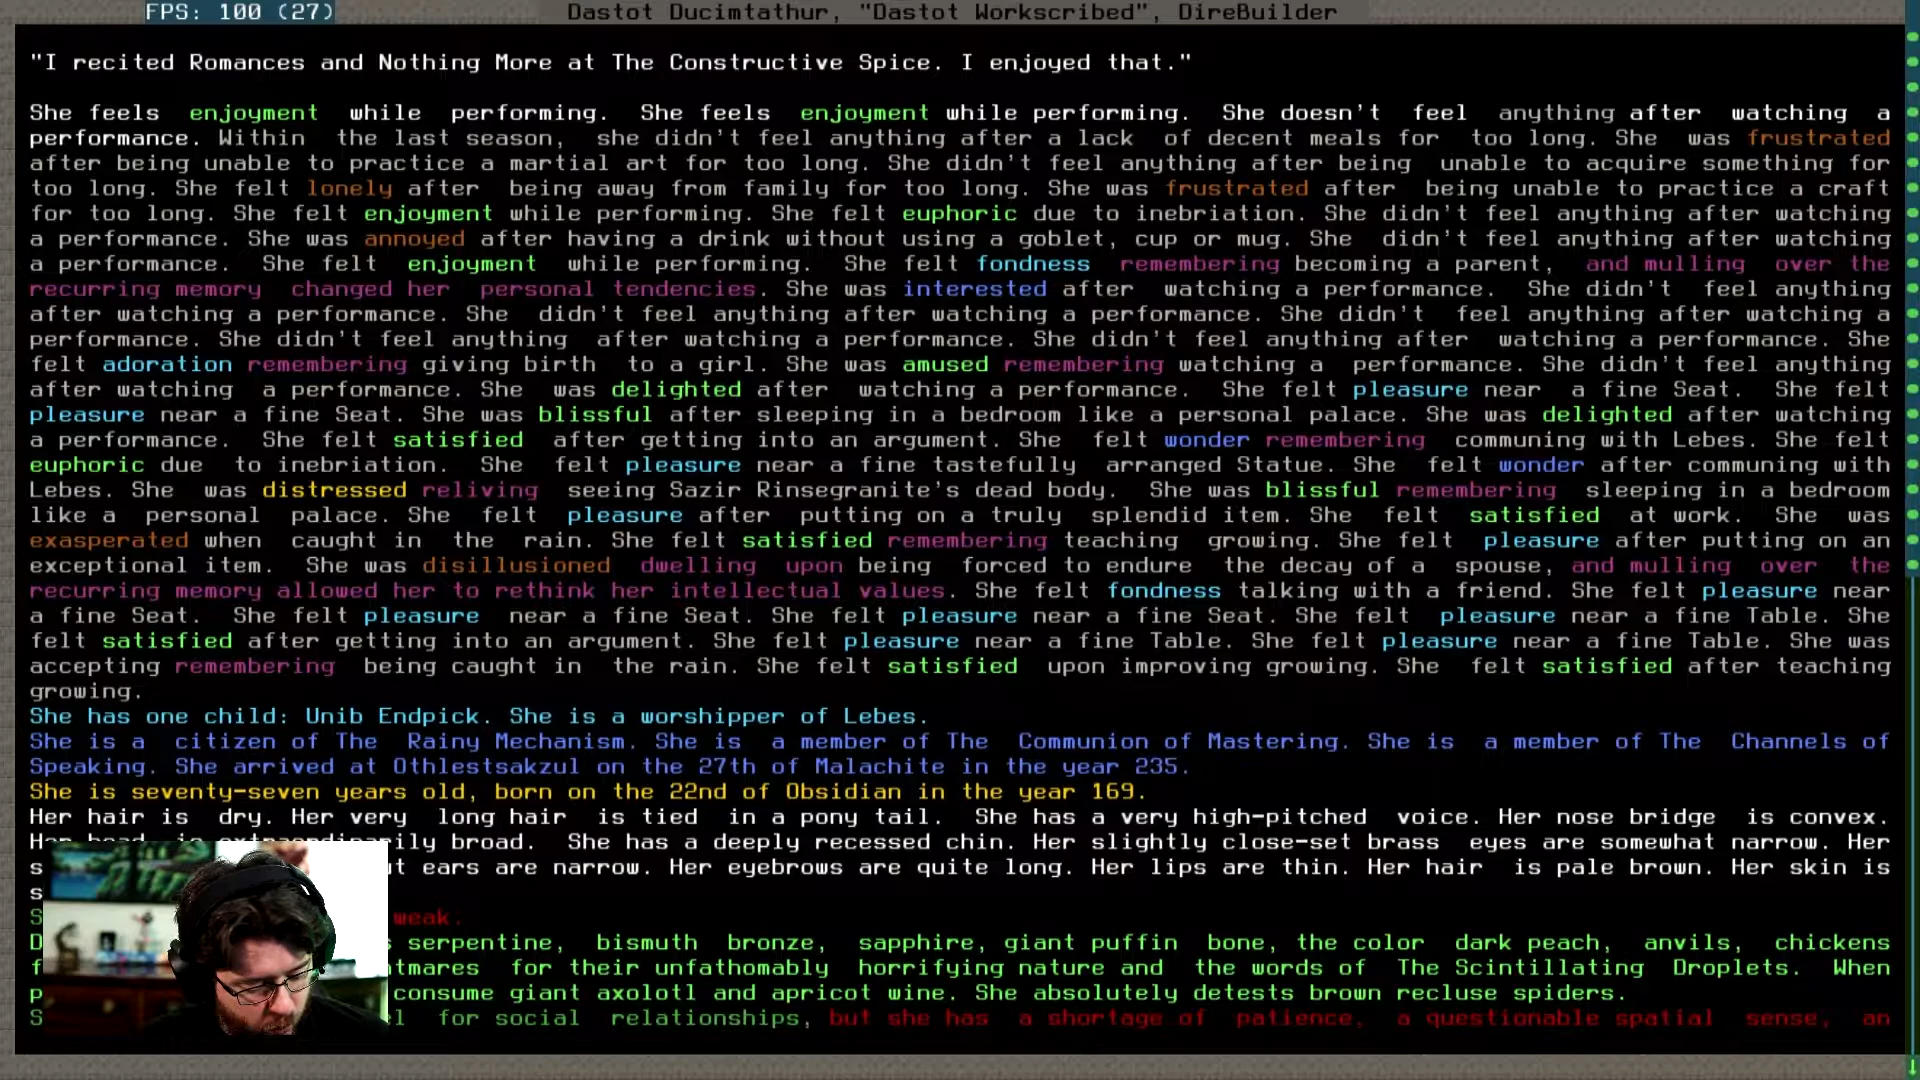 FPS: 100 (27)
Dastot Ducimtathur, "Dastot Workscribed", DireBuilder
"I recited Romances and Nothing More at The Constructive Spice. I enjoyed that."
She feels enjoyment while performing. She feels enjoyment while performing. She doesn't feel anything after watching a
performance. Within the last season, she didn't feel anything after a lack of decent meals for too long. She was frustrated
after being unable to practice a martial art for too long. She didn't feel anything after being unable to acquire something for
too long. She felt lonely after being away from family for too long. She was frustrated after being unable to practice a craft
for too long. She felt enjoyment while performing. She felt euphoric due to inebriation. She didn't feel anything after watching
a performance. She was annoyed after having a drink without using a goblet, cup or mug. She didn't feel anything after watching
a performance. She felt enjoyment while performing. She felt fondness remembering becoming a parent, and mulling over the
recurring memory changed her personal tendencies. She was interested after watching a performance. She didn't feel anything
after watching a performance. She didn't feel anything after watching a performance. She didn't feel anything after watching a
performance. She didn't feel anything after watching a performance. She didn't feel anything after watching a performance. She
felt adoration remembering giving birth to a girl. She was amused remembering watching a performance. She didn't feel anything
after watching a performance. She was delighted after watching a performance. She felt pleasure near a fine Seat. She felt
pleasure near a fine Seat. She was blissful after sleeping in a bedroom like a personal palace. She was delighted after watching
a performance. She felt satisfied after getting into an argument. She felt wonder remembering communing with Lebes. She felt
euphoric due to inebriation. She felt pleasure near a fine tastefully arranged Statue. She felt wonder after communing with
Lebes. She was distressed reliving seeing Sazir Rinsegranite's dead body. She was blissful remembering sleeping in a bedroom
like a personal palace. She felt pleasure after putting on a truly splendid item. She felt satisfied at work. She was
exasperated when caught in the rain. She felt satisfied remembering teaching growing. She felt pleasure after putting on an
exceptional item. She was disillusioned dwelling upon being forced to endure the decay of a spouse, and mulling over the
recurring memory allowed her to rethink her intellectual values. She felt fondness talking with a friend. She felt pleasure near
a fine Seat. She felt pleasure near a fine Seat. She felt pleasure near a fine Seat. She felt pleasure near a fine Table. She
felt satisfied after getting into an argument. She felt pleasure near a fine Table. She felt pleasure near a fine Table. She was
accepting remembering being caught in the rain. She felt satisfied upon improving growing. She felt satisfied after teaching
growing.
She has one child: Unib Endpick. She is a worshipper of Lebes.
She is a citizen of The Rainy Mechanism. She is a member of The Communion of Mastering. She is a member of The Channels of
Speaking. She arrived at Othlestsakzul on the 27th of Malachite in the year 235.
She is seventy-seven years old, born on the 22nd of Obsidian in the year 169.
Her hair is dry. Her very long hair is tied in a pony tail. She has a very high-pitched voice. Her nose bridge is convex.
Her head is extraordinarily broad. She has a deeply recessed chin. Her slightly close-set brass eyes are somewhat narrow. Her
ears are narrow. Her eyebrows are quite long. Her lips are thin. Her hair is pale brown. Her skin is
weak.
serpentine, bismuth bronze, sapphire, giant puffin bone, the color dark peach, anvils, chickens
for their unfathomably horrifying nature and the words of The Scintillating Droplets. When
consume giant axolotl and apricot wine. She absolutely detests brown recluse spiders.
for social relationships, but she has a shortage of patience, a questionable spatial sense, an